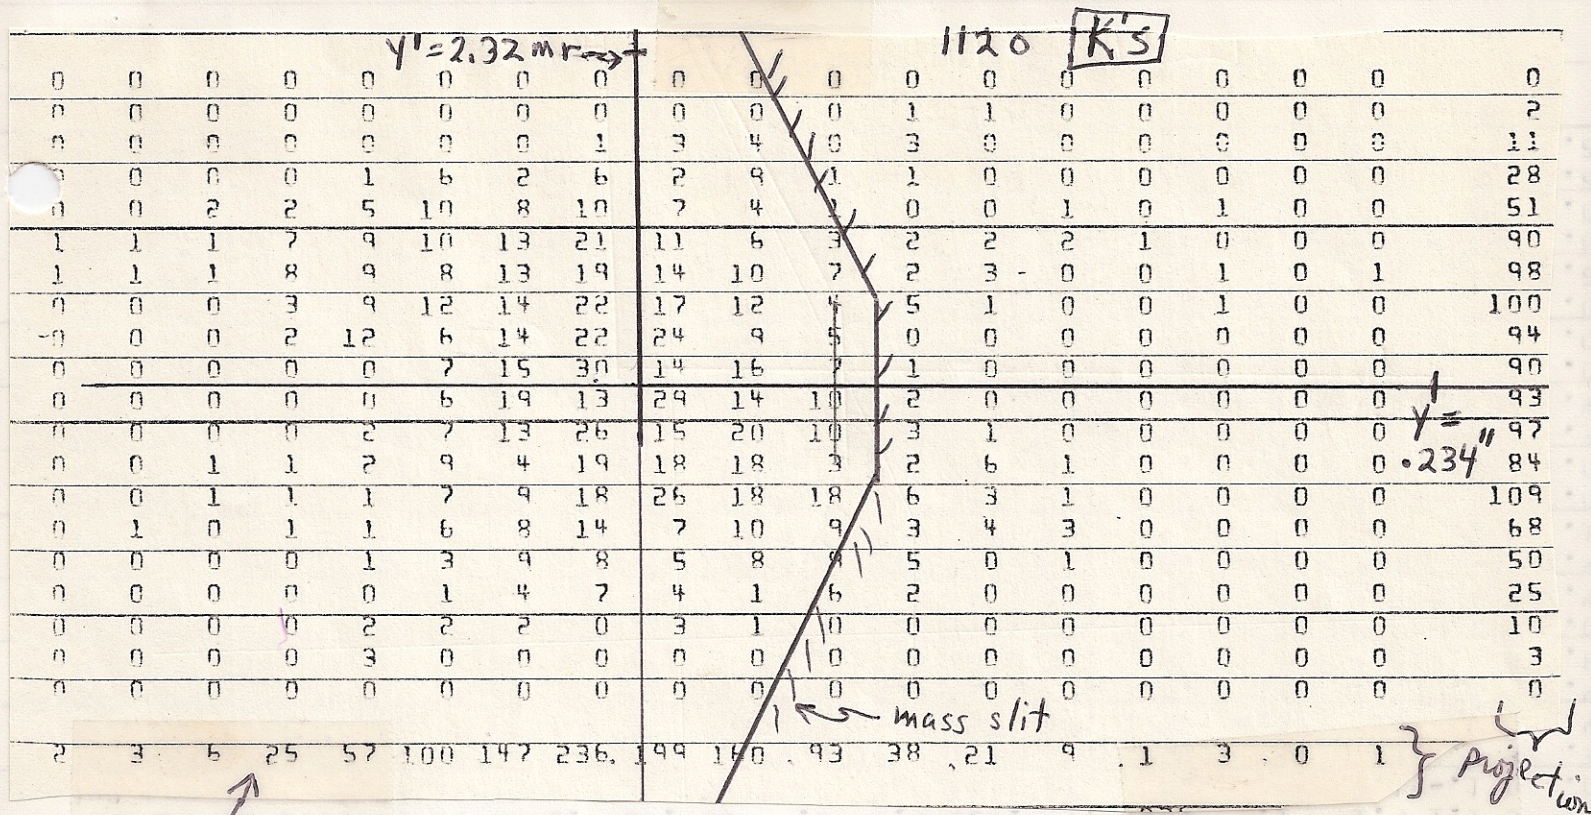 Y'=2.32mr→ 1120 K's
0 0 0 0 0 0 0 0 0 0 0 0 0 0 0 0 0 0 0
0 0 0 0 0 0 0 0 0 0 0 1 1 0 0 0 0 0 2
0 0 0 0 0 0 0 1 3 4 0 3 0 0 0 0 0 0 11
0 0 0 0 1 6 2 6 2 9 1 1 0 0 0 0 0 0 28
0 0 2 2 5 10 8 10 7 4 1 0 0 1 0 1 0 0 51
1 1 1 7 9 10 13 21 11 6 3 2 2 2 1 0 0 0 90
1 1 1 8 9 8 13 19 14 10 7 2 3 - 0 0 1 0 1 98
0 0 0 3 9 12 14 22 17 12 4 5 1 0 0 1 0 0 100
-0 0 0 2 12 6 14 22 24 9 5 0 0 0 0 0 0 0 94
0 0 0 0 0 7 15 30 14 16 7 1 0 0 0 0 0 0 90
0 0 0 0 0 6 19 13 29 14 10 2 0 0 0 0 0 0 93
0 0 0 0 2 7 13 26 15 20 10 3 1 0 0 0 0 0 Y = 97
0 0 1 1 2 9 4 19 18 18 3 2 6 1 0 0 0 0 .234" 84
0 0 1 1 1 7 9 18 26 18 18 6 3 1 0 0 0 0 109
0 1 0 1 1 6 8 14 7 10 9 3 4 3 0 0 0 0 68
0 0 0 0 1 3 9 8 5 8 9 5 0 1 0 0 0 0 50
0 0 0 0 0 1 4 7 4 1 6 2 0 0 0 0 0 0 25
0 0 0 0 2 2 2 0 3 1 0 0 0 0 0 0 0 0 10
0 0 0 0 3 0 0 0 0 0 0 0 0 0 0 0 0 0 3
0 0 0 0 0 0 0 0 0 0 0 0 0 0 0 0 0 0 0
mass slit
2 3 6 25 57 100 147 236. 199 160 .93 38 .21 9 .1 3 . 0 1 } Projection